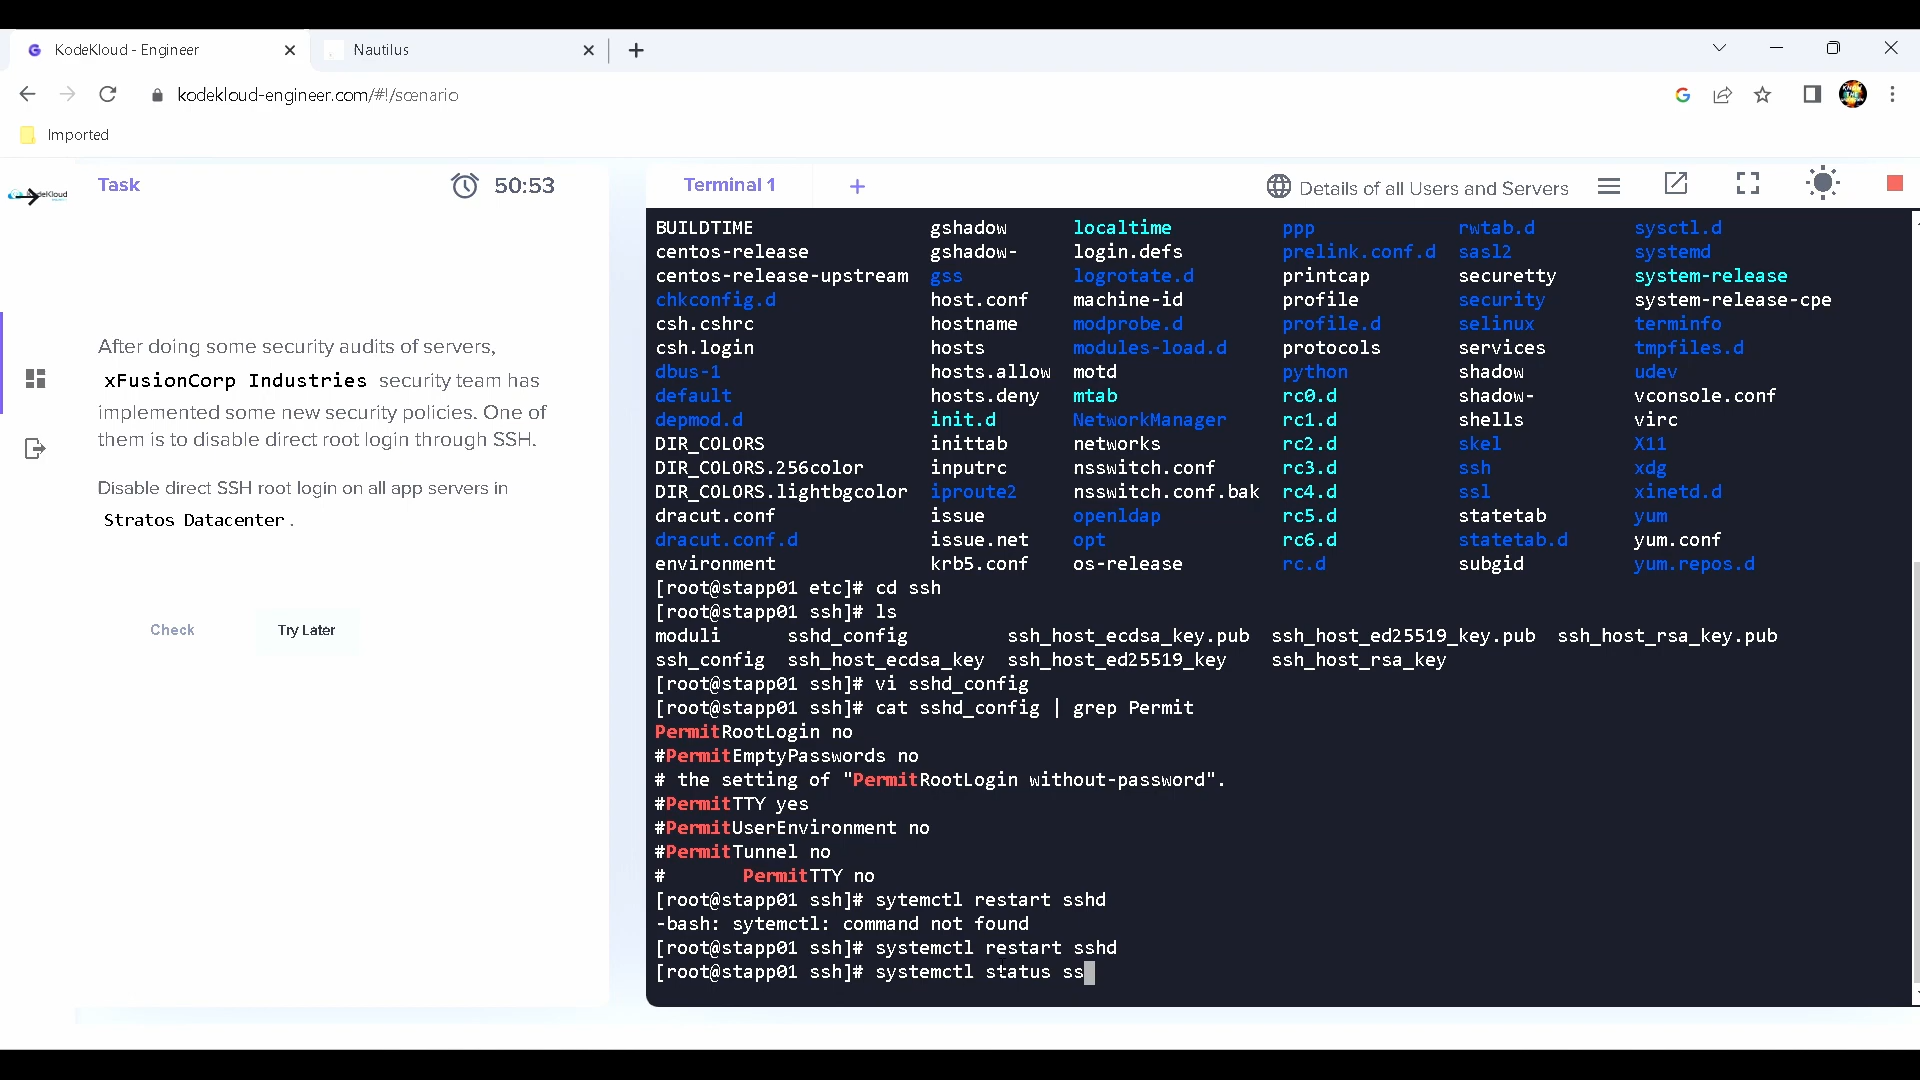 KodeKloud - Engineer
Nautilus
kodekloud-engineer.com/#!/scenario
Imported
KodeKloud
Task
50:53
After doing some security audits of servers,
xFusionCorp Industries security team has
implemented some new security policies. One of
them is to disable direct root login through SSH.
Disable direct SSH root login on all app servers in
Stratos Datacenter .
Check
Try Later
Terminal 1
Details of all Users and Servers
BUILDTIME gshadow localtime ppp rwtab.d sysctl.d
centos-release gshadow- login.defs prelink.conf.d sasl2 systemd
centos-release-upstream gss logrotate.d printcap securetty system-release
chkconfig.d host.conf machine-id profile security system-release-cpe
csh.cshrc hostname modprobe.d profile.d selinux terminfo
csh.login hosts modules-load.d protocols services tmpfiles.d
dbus-1 hosts.allow motd python shadow udev
default hosts.deny mtab rc0.d shadow- vconsole.conf
depmod.d init.d NetworkManager rc1.d shells virc
DIR_COLORS inittab networks rc2.d skel X11
DIR_COLORS.256color inputrc nsswitch.conf rc3.d ssh xdg
DIR_COLORS.lightbgcolor iproute2 nsswitch.conf.bak rc4.d ssl xinetd.d
dracut.conf issue openldap rc5.d statetab yum
dracut.conf.d issue.net opt rc6.d statetab.d yum.conf
environment krb5.conf os-release rc.d subgid yum.repos.d
[root@stapp01 etc]# cd ssh
[root@stapp01 ssh]# ls
moduli sshd_config ssh_host_ecdsa_key.pub ssh_host_ed25519_key.pub ssh_host_rsa_key.pub
ssh_config ssh_host_ecdsa_key ssh_host_ed25519_key ssh_host_rsa_key
[root@stapp01 ssh]# vi sshd_config
[root@stapp01 ssh]# cat sshd_config | grep Permit
PermitRootLogin no
#PermitEmptyPasswords no
# the setting of "PermitRootLogin without-password".
#PermitTTY yes
#PermitUserEnvironment no
#PermitTunnel no
# PermitTTY no
[root@stapp01 ssh]# sytemctl restart sshd
-bash: sytemctl: command not found
[root@stapp01 ssh]# systemctl restart sshd
[root@stapp01 ssh]# systemctl status ss